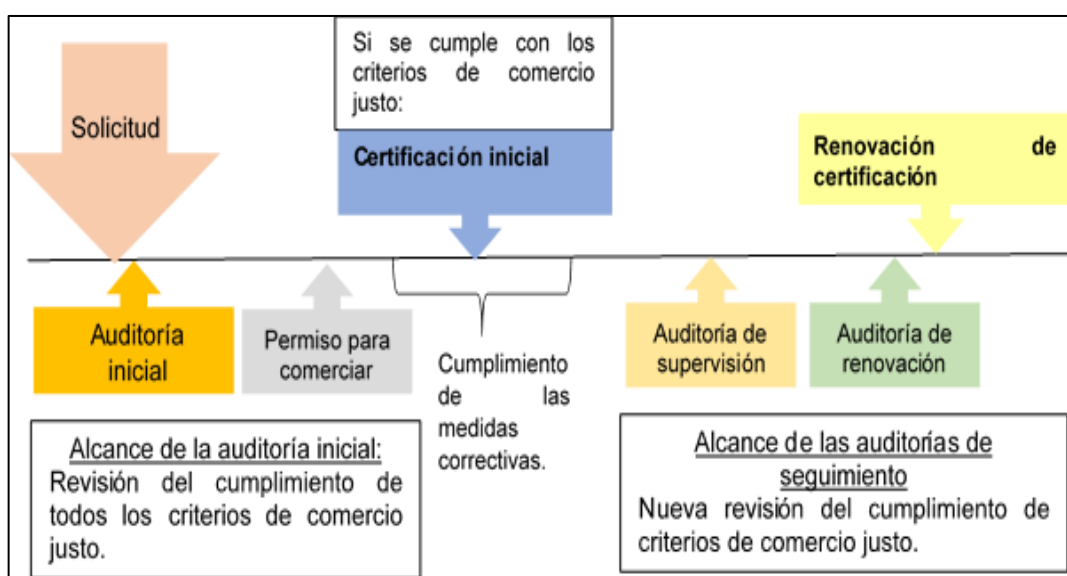 Solicitud
Si se cumple con los
criterios de comercio
justo:
Certificación inicial
Renovación de
certificación
Auditoría
inicial
Permiso para
comerciar
Cumplimiento
de las
medidas
correctivas.
Auditoría de
supervisión
Auditoría de
renovación
Alcance de la auditoría inicial:
Revisión del cumplimiento de
todos los criterios de comercio
justo.
Alcance de las auditorías de
seguimiento
Nueva revisión del cumplimiento de
criterios de comercio justo.